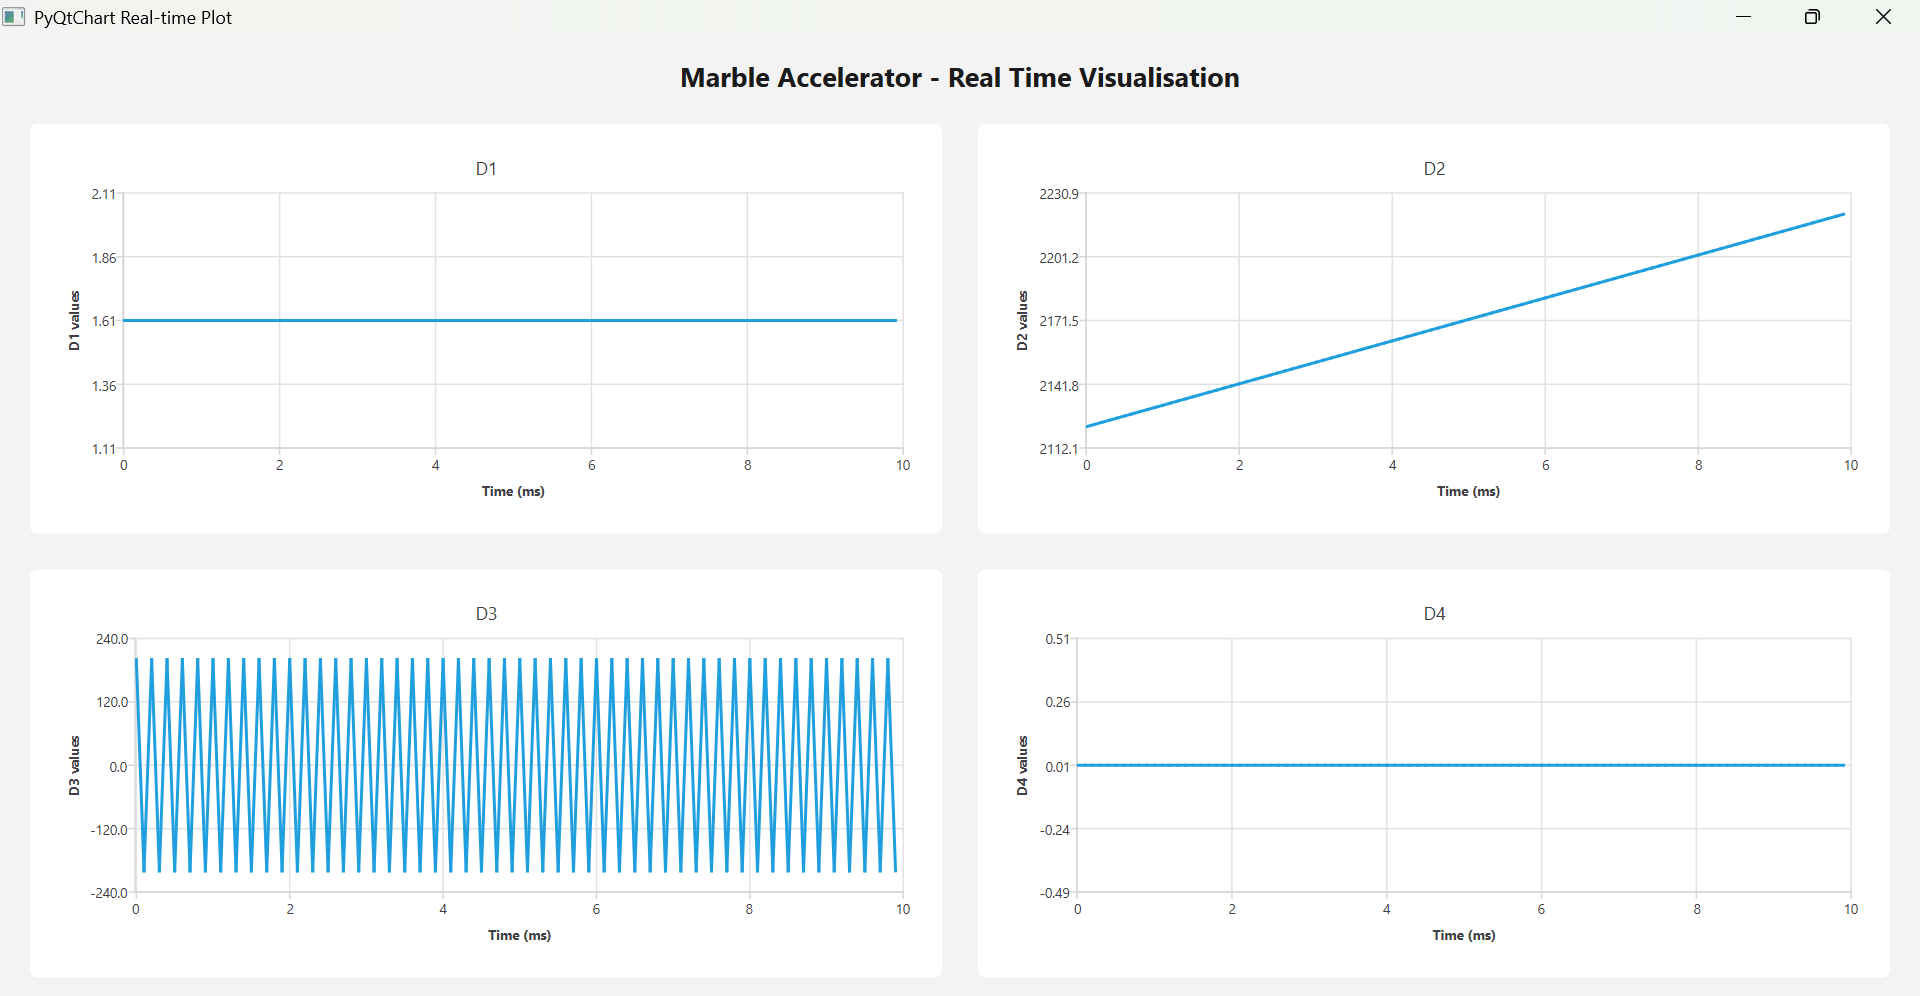 PyQtChart Real-time Plot
Marble Accelerator - Real Time Visualisation
D1
2.11
1.86
1.61
1.36
1.11
D1 values
0 2 4 6 8 10
Time (ms)
D2
2230.9
2201.2
2171.5
2141.8
2112.1
D2 values
0 2 4 6 8 10
Time (ms)
D3
240.0
120.0
0.0
-120.0
-240.0
D3 values
0 2 4 6 8 10
Time (ms)
D4
0.51
0.26
0.01
-0.24
-0.49
D4 values
0 2 4 6 8 10
Time (ms)